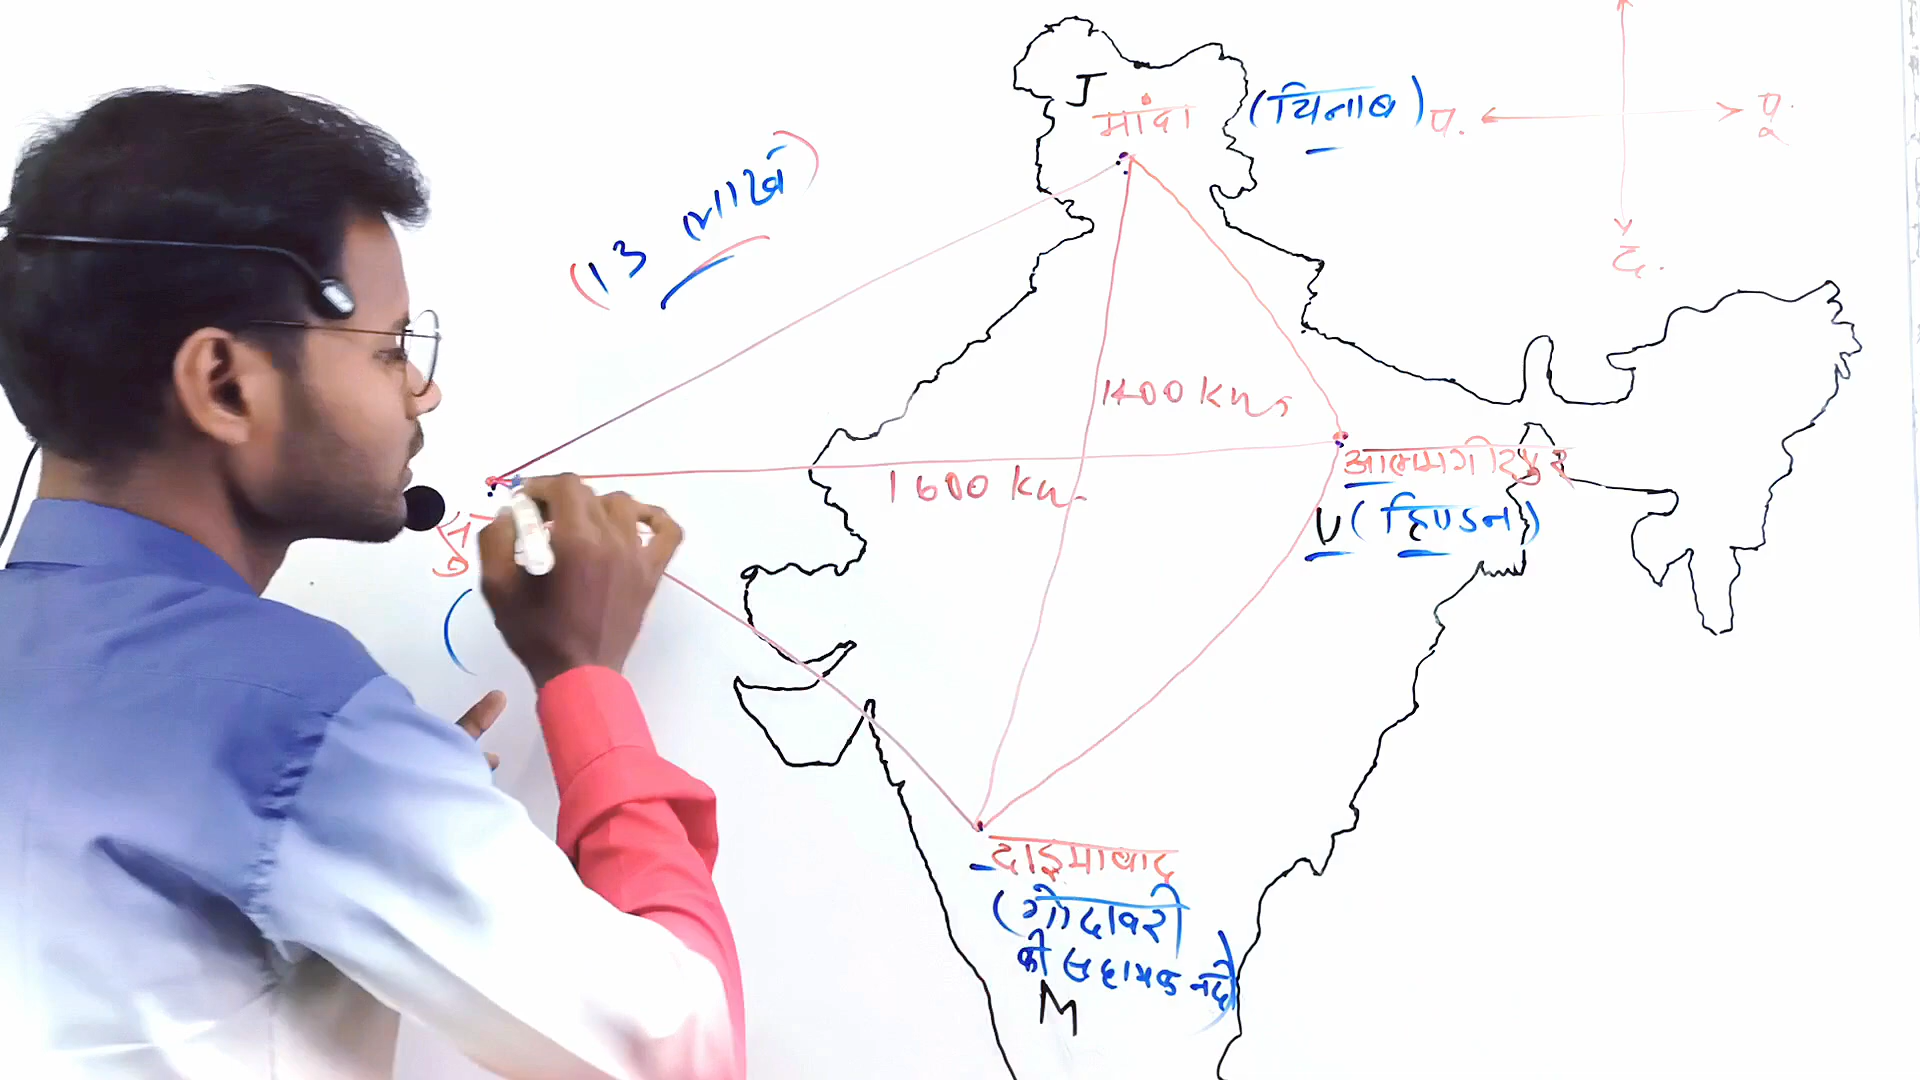 J
मांदा (चिनाब)
प. पू.
द.
(13 लाख)
1400 Km
1600 Km
आलमगीरपुर
U (हिण्डन)
सु
(
दाइमाबाद
(गोदावरी
की सहायक नदी)
M